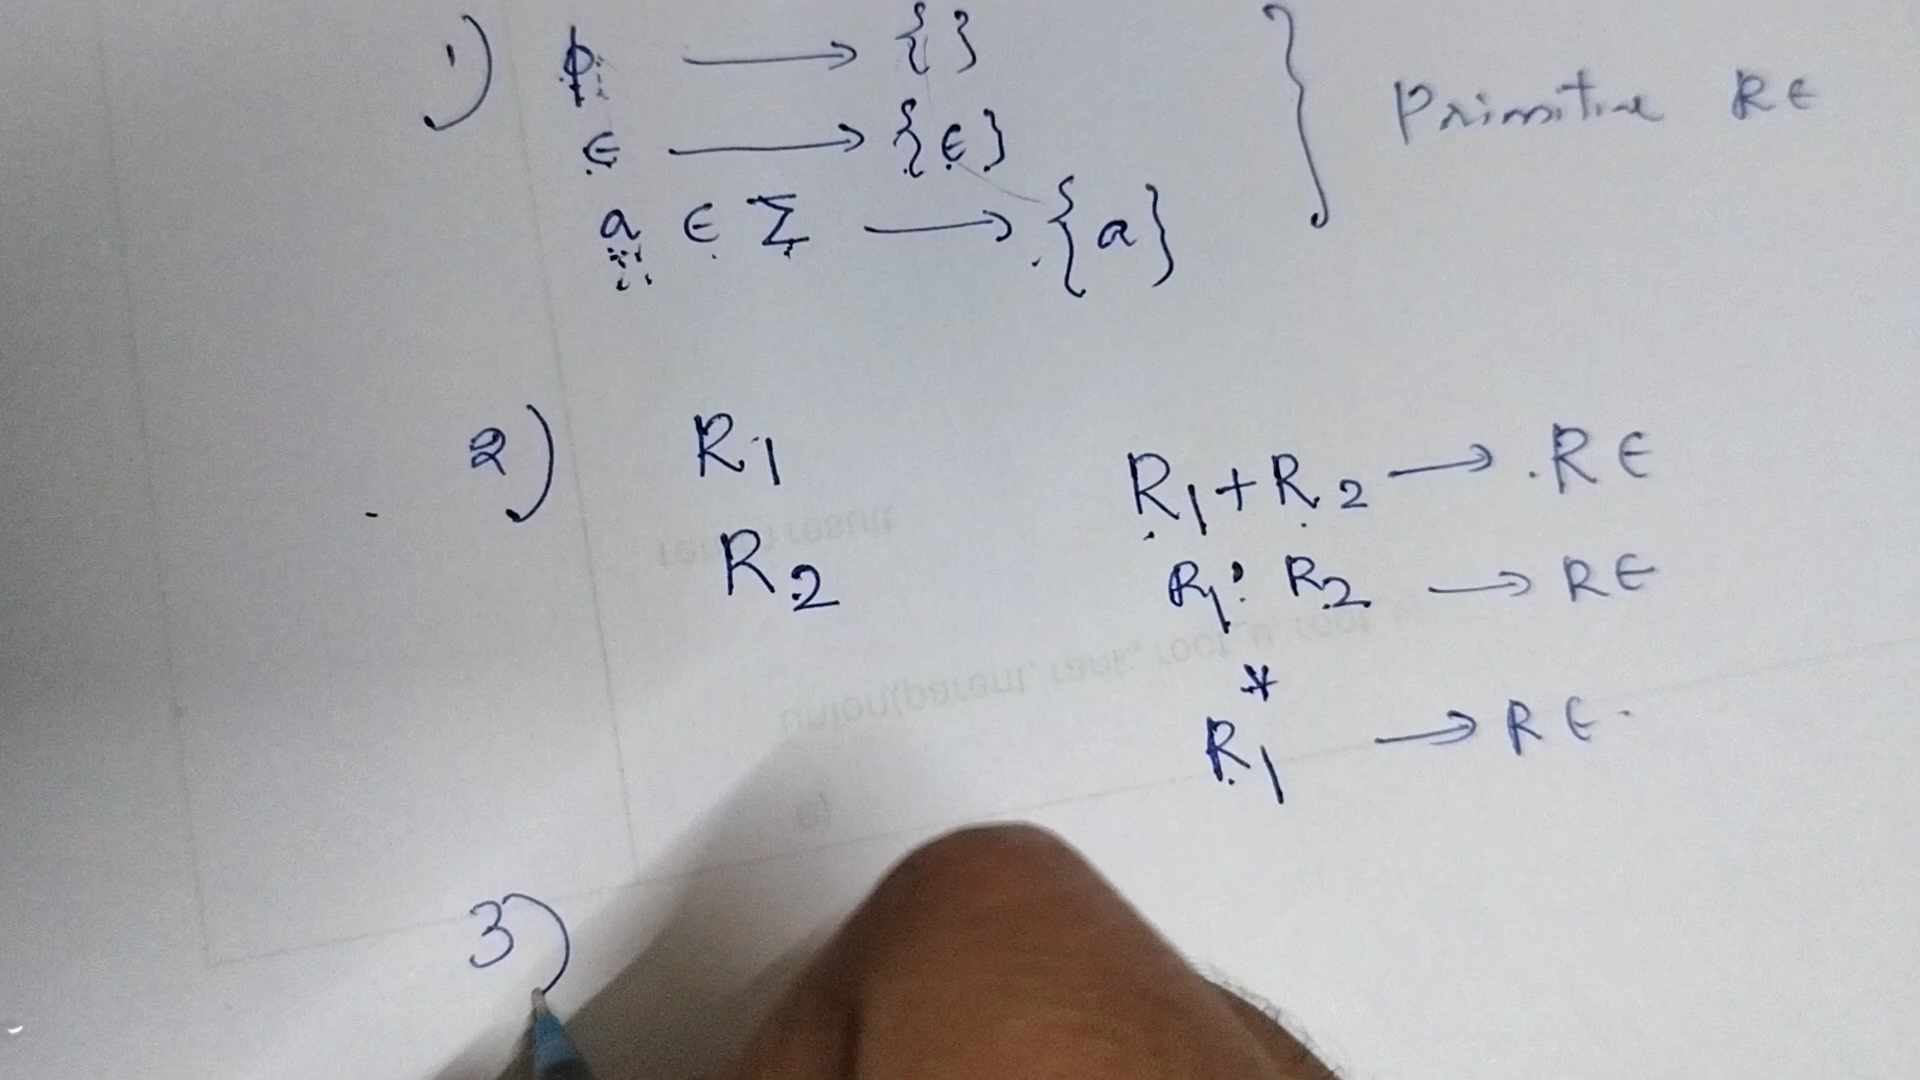 1) ϕ → {} } Primitive RE
ϵ → {ϵ}
a ∈ Σ → {a}
2) R1 R1+R2 → RE
R2 R1. R2 → RE
R1* → RE.
3)